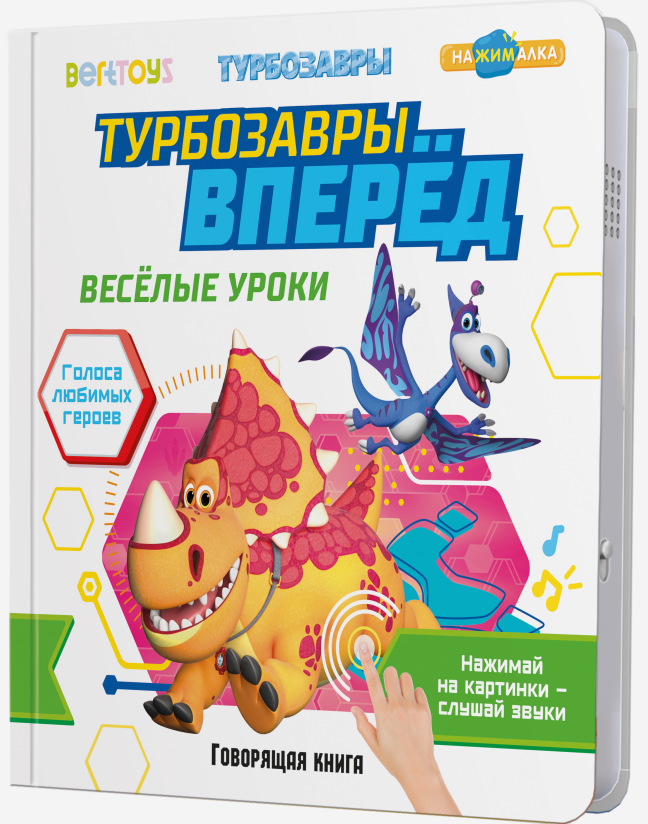 BertToys
ТУРБОЗАВРЫ
НАЖИМАЛКА
ТУРБОЗАВРЫ
ВПЕРЁД
ВЕСЁЛЫЕ УРОКИ
Голоса
любимых
героев
Нажимай
на картинки –
слушай звуки
Говорящая книга